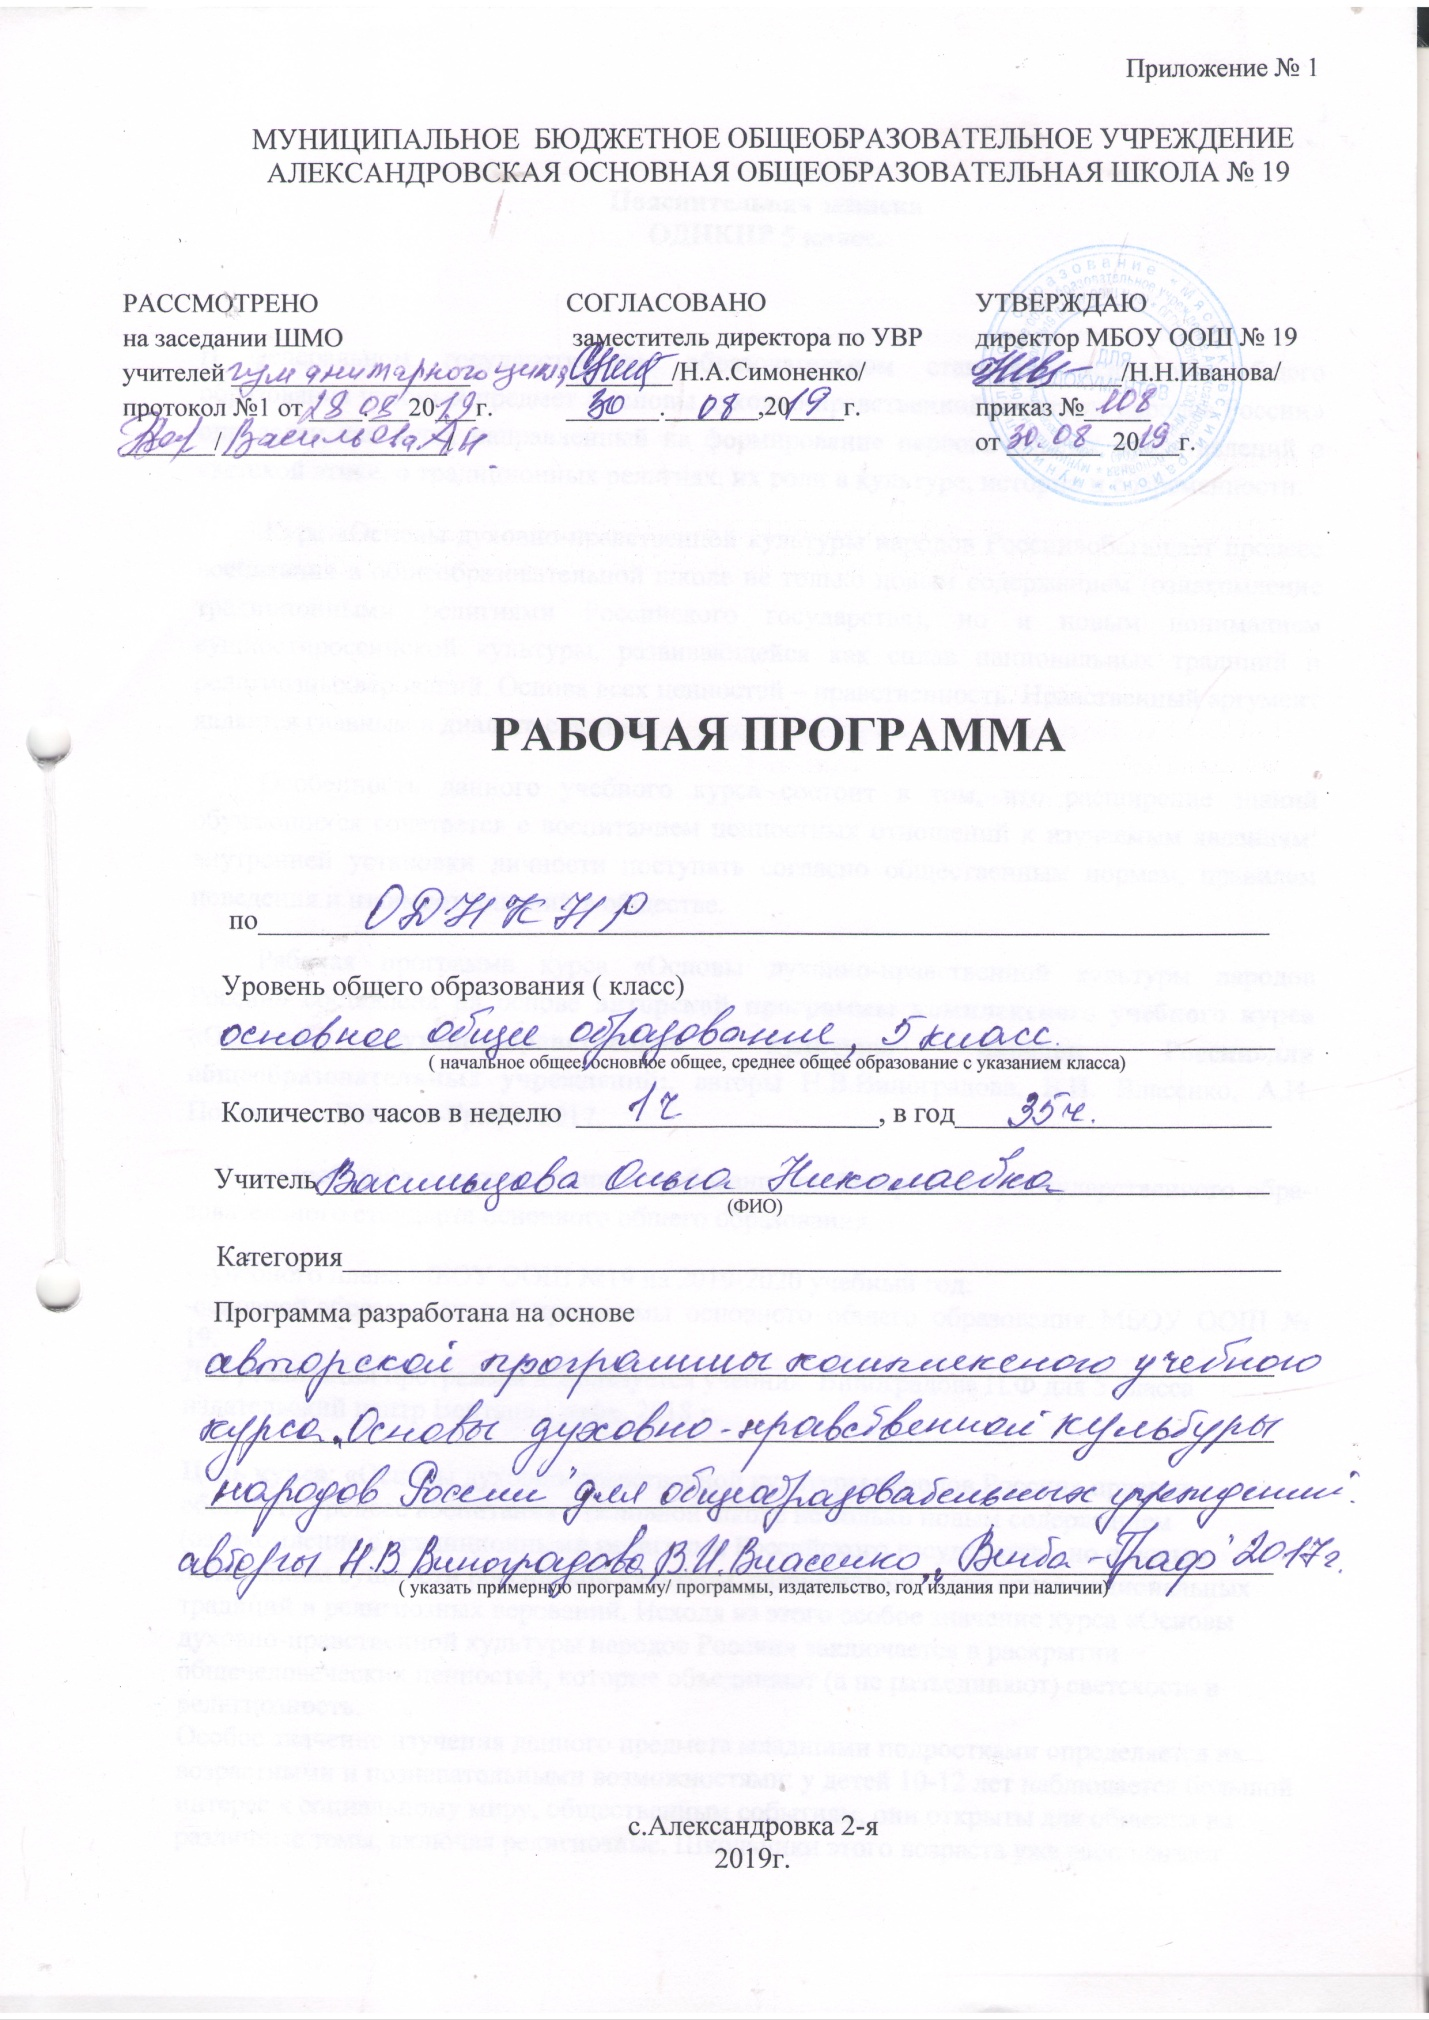 Приложение № 1
МУНИЦИПАЛЬНОЕ БЮДЖЕТНОЕ ОБЩЕОБРАЗОВАТЕЛЬНОЕ УЧРЕЖДЕНИЕ
АЛЕКСАНДРОВСКАЯ ОСНОВНАЯ ОБЩЕОБРАЗОВАТЕЛЬНАЯ ШКОЛА № 19
РАССМОТРЕНО
на заседании ШМО
учителей гуманитарного цикла
протокол №1 от 28 08 2019г.
/ Васильева
СОГЛАСОВАНО
заместитель директора по УВР
/Н.А.Симоненко/
30. 08 ,2019 г.
УТВЕРЖДАЮ
директор МБОУ ООШ № 19
/Н.Н.Иванова/
приказ № 108
от 30.08 2019 г.
ДЛЯ
ДОКУМЕНТОВ
РАБОЧАЯ ПРОГРАММА
по ОДНКНР
Уровень общего образования ( класс)
основное общее образование, 5 класс.
( начальное общее, основное общее, среднее общее образование с указанием класса)
Количество часов в неделю 1 ч , в год 35 ч.
Учитель Ольга Николаевна
(ФИО)
Категория
Программа разработана на основе
авторской программы комплексного учебного
курса „Основы духовно-нравственной культуры
народов России" для общеобразовательных учреждений.
авторы Н.В. Виноградова, В.И. Власенко, „Вента-Граф" 2017г.
( указать примерную программу/ программы, издательство, год издания при наличии)
с.Александровка 2-я
2019г.